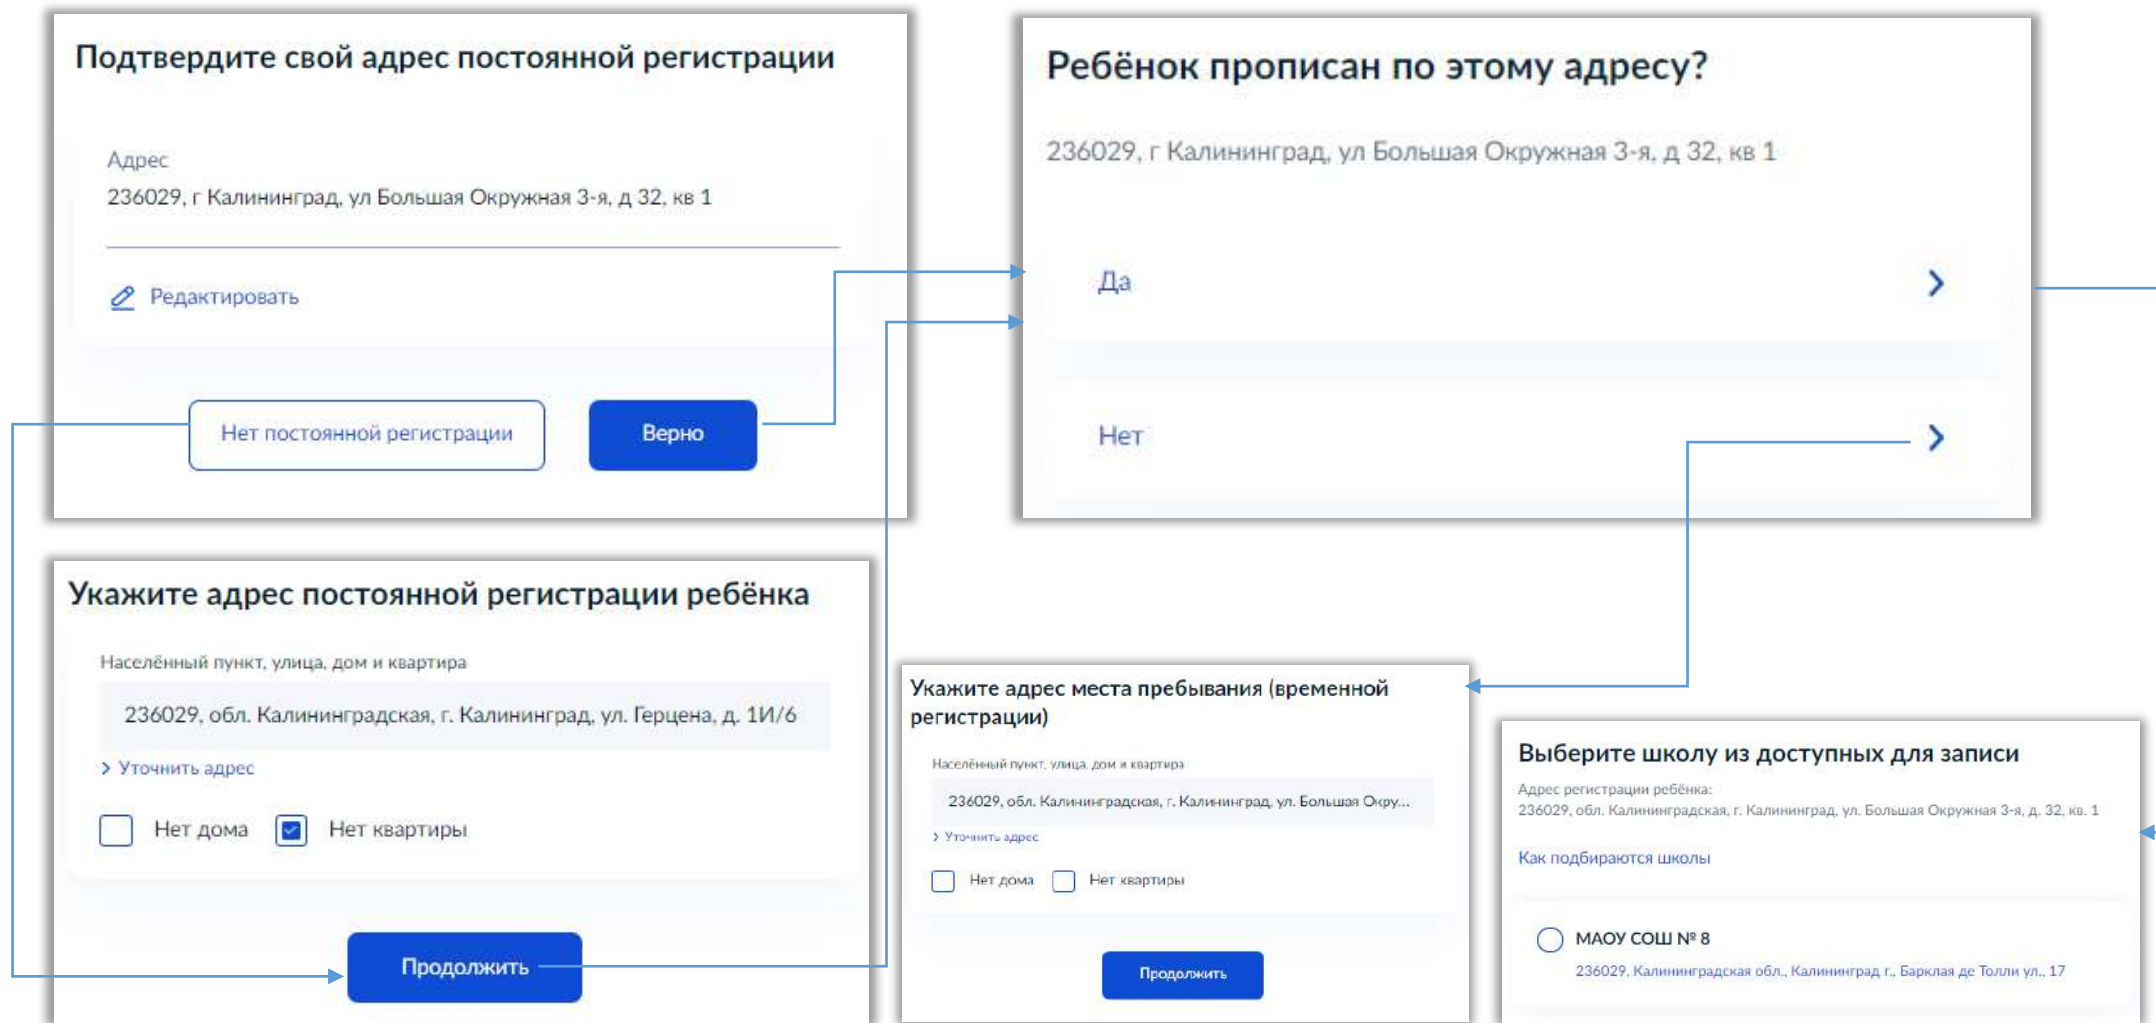 Подтвердите свой адрес постоянной регистрации
Адрес
236029, г Калининград, ул Большая Окружная 3-я, д 32, кв 1
Редактировать
Нет постоянной регистрации
Верно
Ребёнок прописан по этому адресу?
236029, г Калининград, ул Большая Окружная 3-я, д 32, кв 1
Да
Нет
Укажите адрес постоянной регистрации ребёнка
Населённый пункт, улица, дом и квартира
236029, обл. Калининградская, г. Калининград, ул. Герцена, д. 1И/6
Уточнить адрес
Нет дома
Нет квартиры
Продолжить
Укажите адрес места пребывания (временной
регистрации)
Населённый пункт, улица, дом и квартира
236029, обл. Калининградская, г. Калининград, ул. Большая Окру...
Уточнить адрес
Нет дома
Нет квартиры
Продолжить
Выберите школу из доступных для записи
Адрес регистрации ребёнка:
236029, обл. Калининградская, г. Калининград, ул. Большая Окружная 3-я, д. 32, кв. 1
Как подбираются школы
МАОУ СОШ № 8
236029, Калининградская обл., Калининград г., Барклая де Толли ул., 17